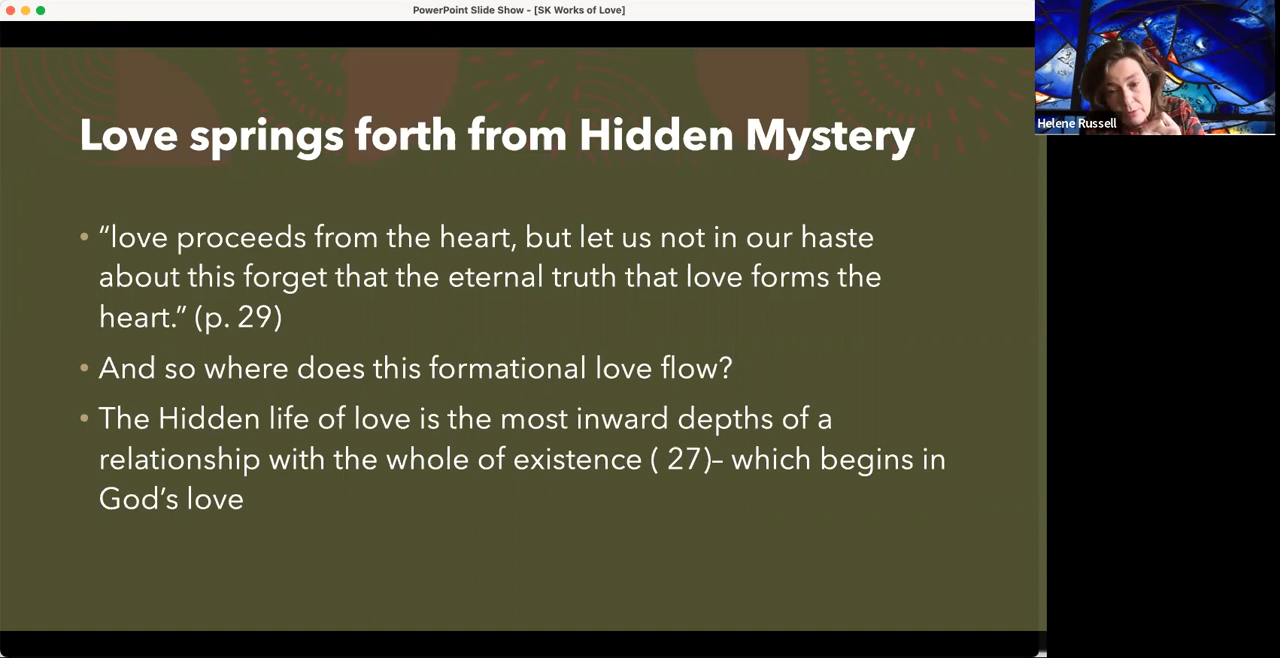 PowerPoint Slide Show - [SK Works of Love]
Helene Russell
Love springs forth from Hidden Mystery
• “love proceeds from the heart, but let us not in our haste
about this forget that the eternal truth that love forms the
heart.” (p. 29)
• And so where does this formational love flow?
• The Hidden life of love is the most inward depths of a
relationship with the whole of existence ( 27)– which begins in
God’s love